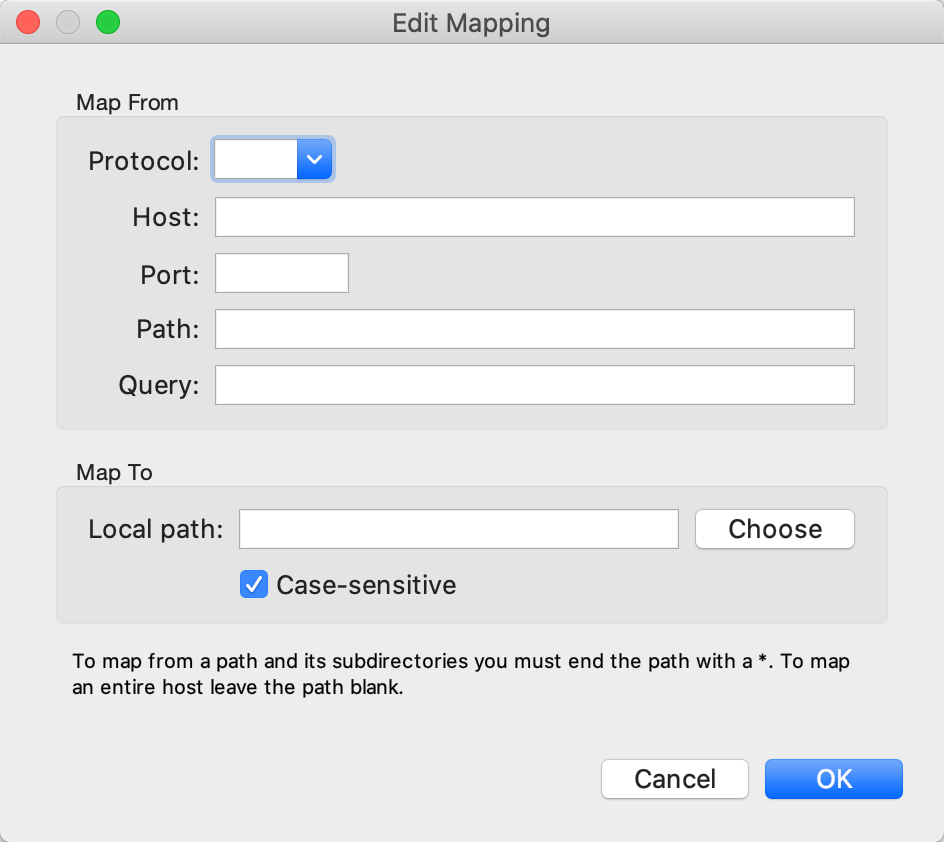 Edit Mapping
Map From
Protocol:
Host:
Port:
Path:
Query:
Map To
Local path:
Choose
Case-sensitive
To map from a path and its subdirectories you must end the path with a *. To map
an entire host leave the path blank.
Cancel
OK